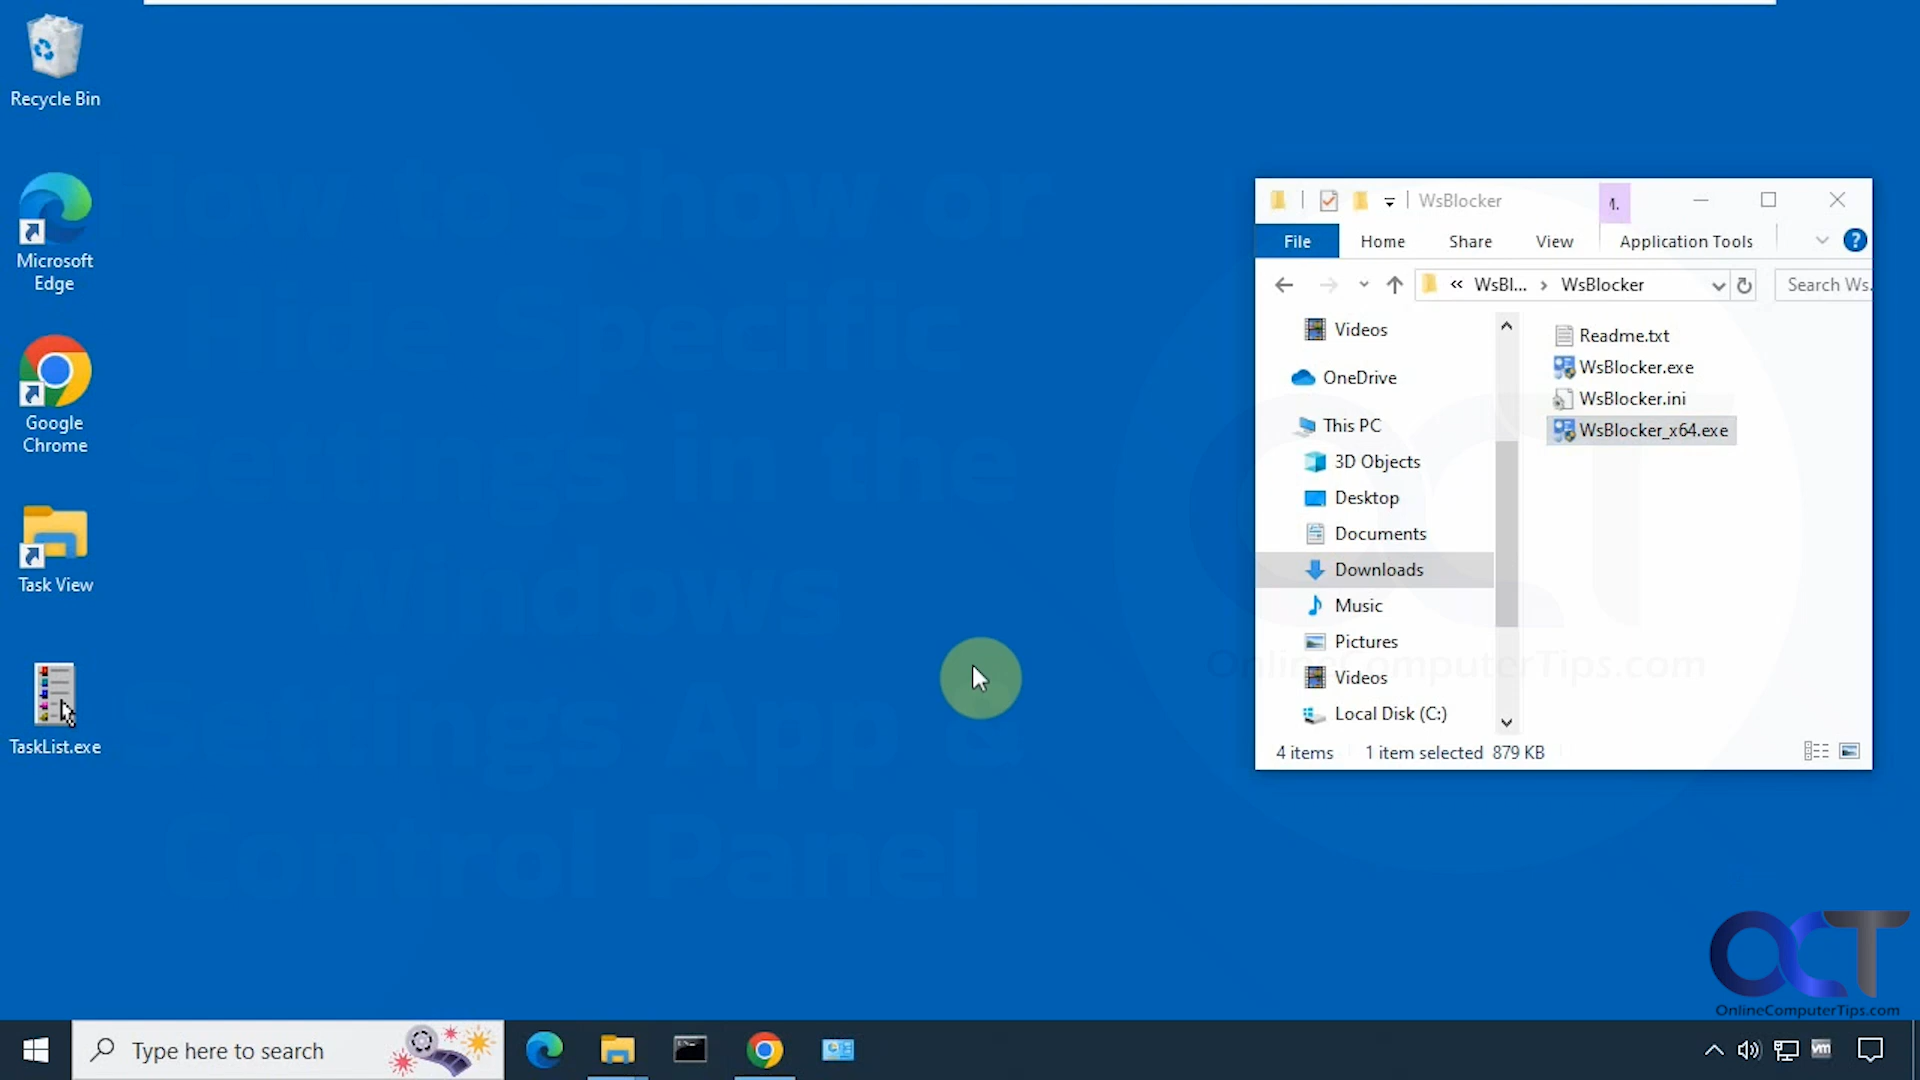 Recycle Bin
Microsoft
Edge
Google
Chrome
Task View
TaskList.exe
How to Show or
Hide Specific
Settings in the
Windows
Settings App &
Control Panel
WsBlocker
File
Home
Share
View
Application Tools
?
« WsBl... › WsBlocker
Search Ws.
Videos
OneDrive
This PC
3D Objects
Desktop
Documents
Downloads
Music
Pictures
Videos
Local Disk (C:)
Readme.txt
WsBlocker.exe
WsBlocker.ini
WsBlocker_x64.exe
4 items
1 item selected 879 KB
OCT
OnlineComputerTips.com
OCT
OnlineComputerTips.com
Type here to search
vm